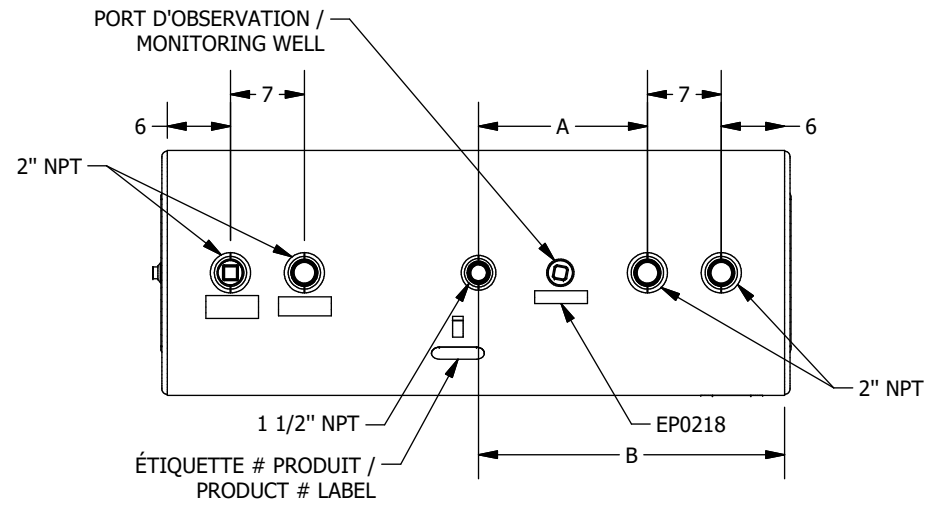 PORT D'OBSERVATION /
MONITORING WELL
7
7
6
A
6
2" NPT
2" NPT
1 1/2" NPT
EP0218
B
ÉTIQUETTE # PRODUIT /
PRODUCT # LABEL